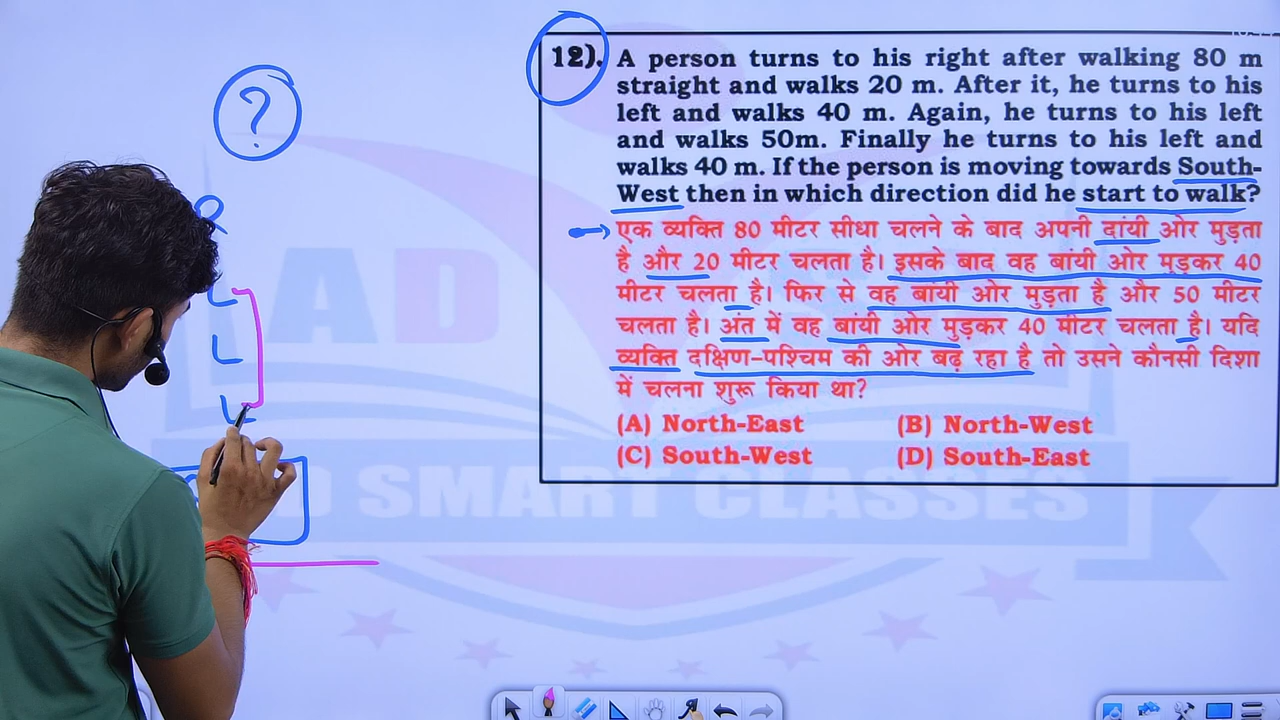 ?
R
L
L
L
12). A person turns to his right after walking 80 m
straight and walks 20 m. After it, he turns to his
left and walks 40 m. Again, he turns to his left
and walks 50m. Finally he turns to his left and
walks 40 m. If the person is moving towards South-
West then in which direction did he start to walk?
एक व्यक्ति 80 मीटर सीधा चलने के बाद अपनी दांयी ओर मुड़ता
है और 20 मीटर चलता है। इसके बाद वह बांयी ओर मुड़कर 40
मीटर चलता है। फिर से वह बांयी ओर मुड़ता है और 50 मीटर
चलता है। अंत में वह बांयी ओर मुड़कर 40 मीटर चलता है। यदि
व्यक्ति दक्षिण-पश्चिम की ओर बढ़ रहा है तो उसने कौनसी दिशा
में चलना शुरू किया था?
(A) North-East (B) North-West
(C) South-West (D) South-East
AD
SMART CLASSES